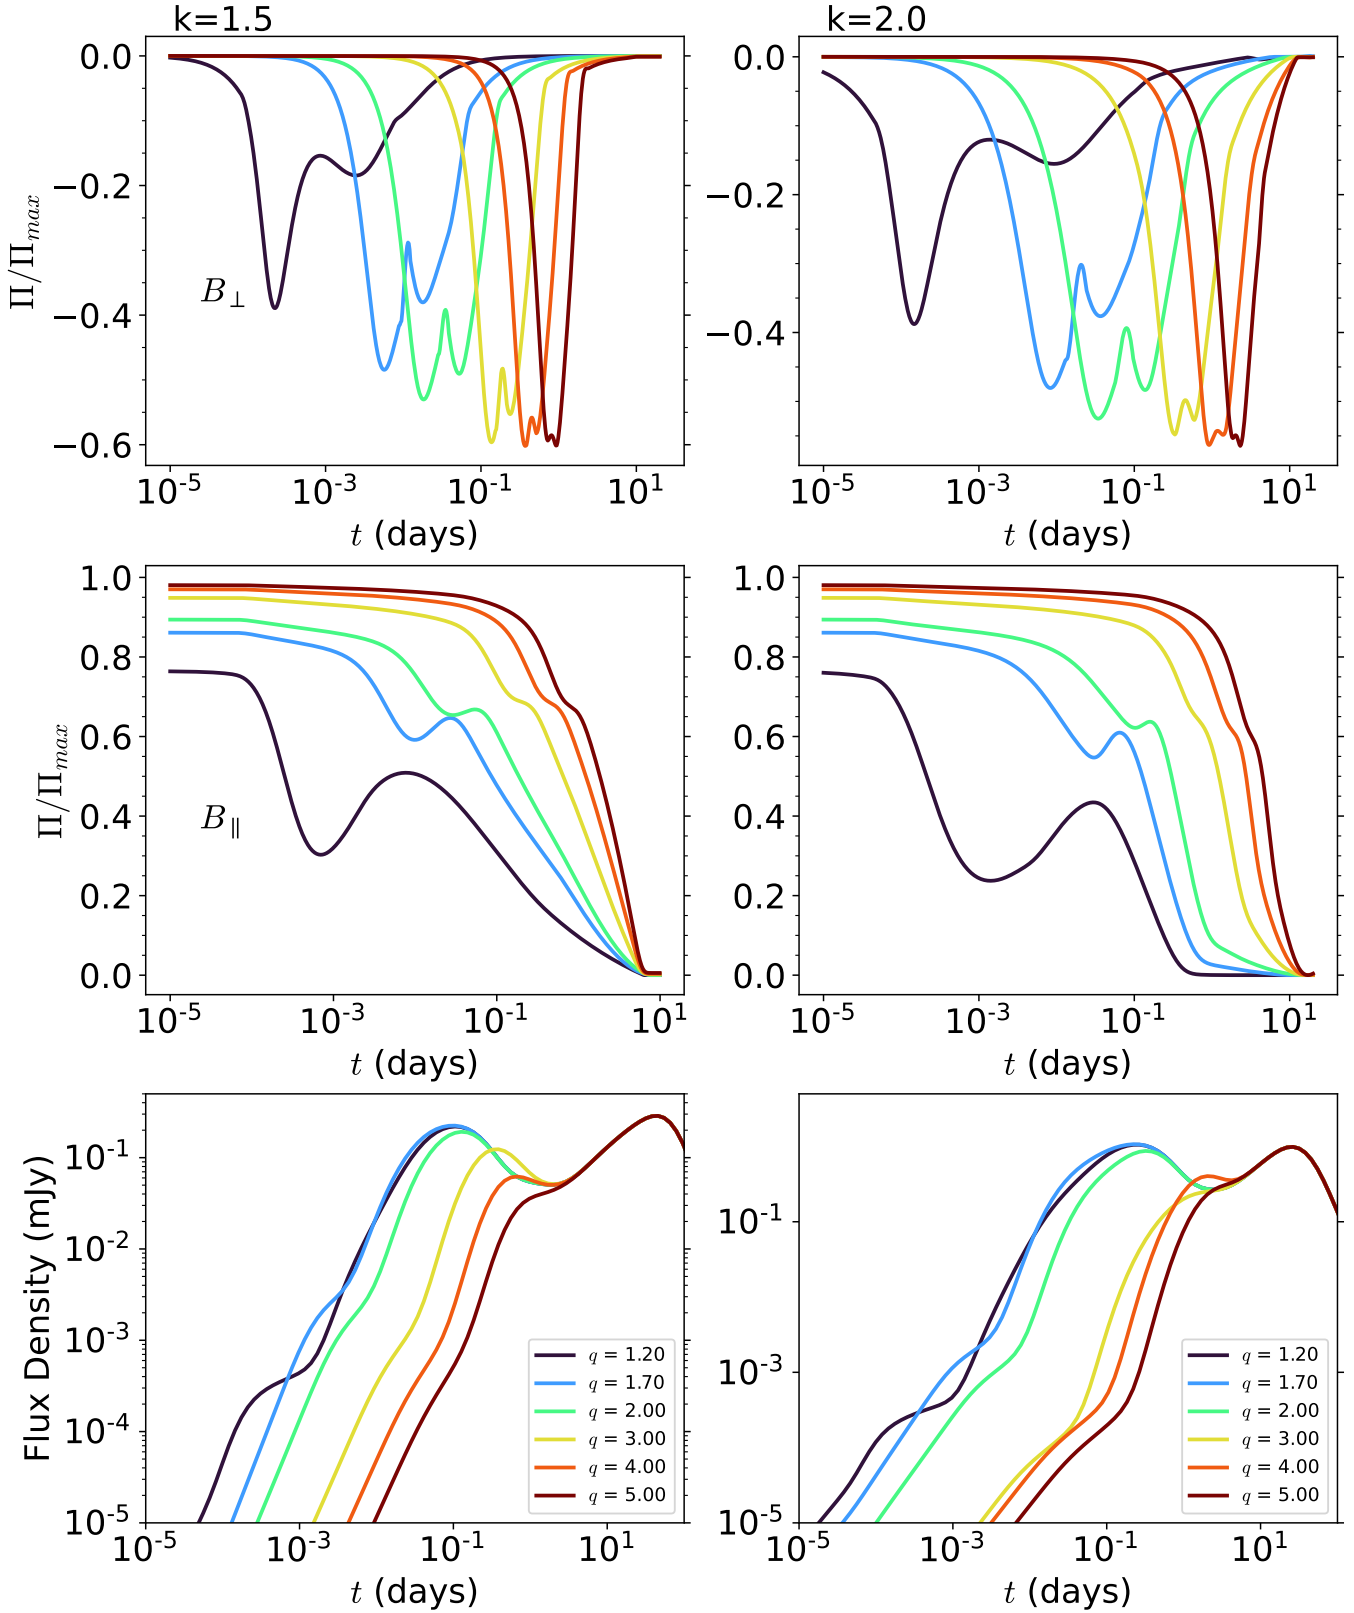 k=1.5
k=2.0
0.0
−0.2
−0.4
−0.6
Π/Π_max
B_⊥
10^-5
10^-3
10^-1
10^1
t (days)
0.0
−0.2
−0.4
10^-5
10^-3
10^-1
10^1
t (days)
1.0
0.8
0.6
0.4
0.2
0.0
Π/Π_max
B_∥
10^-5
10^-3
10^-1
10^1
t (days)
1.0
0.8
0.6
0.4
0.2
0.0
10^-5
10^-3
10^-1
10^1
t (days)
10^-1
10^-2
10^-3
10^-4
10^-5
Flux Density (mJy)
q = 1.20
q = 1.70
q = 2.00
q = 3.00
q = 4.00
q = 5.00
10^-5
10^-3
10^-1
10^1
t (days)
10^-1
10^-3
10^-5
q = 1.20
q = 1.70
q = 2.00
q = 3.00
q = 4.00
q = 5.00
10^-5
10^-3
10^-1
10^1
t (days)